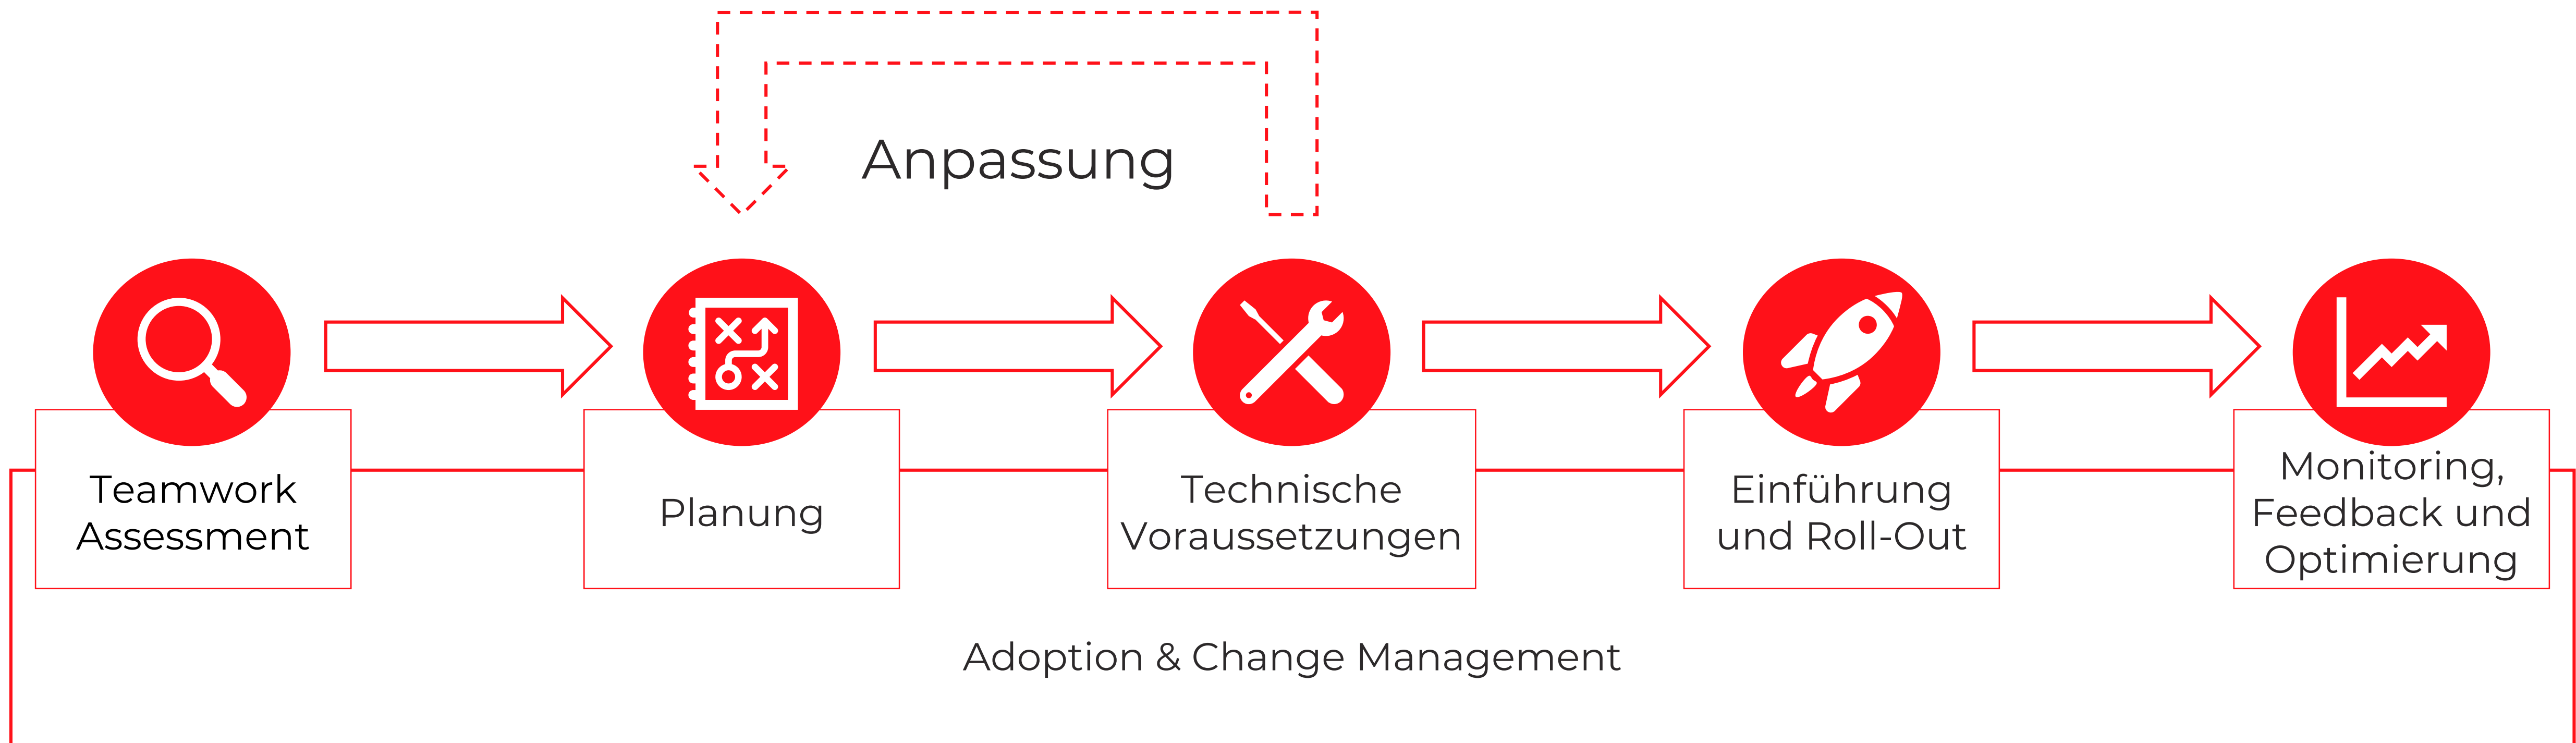 Anpassung
Teamwork
Assessment
Planung
Technische
Voraussetzungen
Einführung
und Roll-Out
Monitoring,
Feedback und
Optimierung
Adoption & Change Management